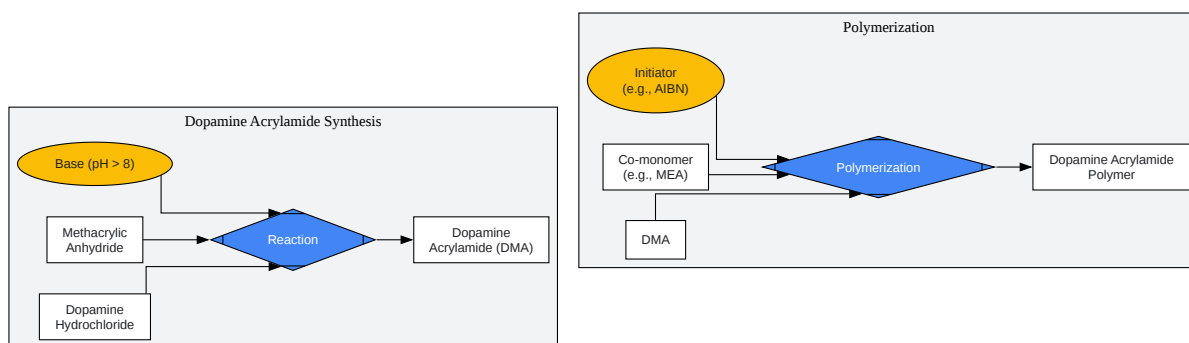 Dopamine Acrylamide Synthesis
Base (pH > 8)
Methacrylic
Anhydride
Reaction
Dopamine
Acrylamide (DMA)
Dopamine
Hydrochloride
Polymerization
Initiator
(e.g., AIBN)
Co-monomer
(e.g., MEA)
Polymerization
Dopamine Acrylamide
Polymer
DMA